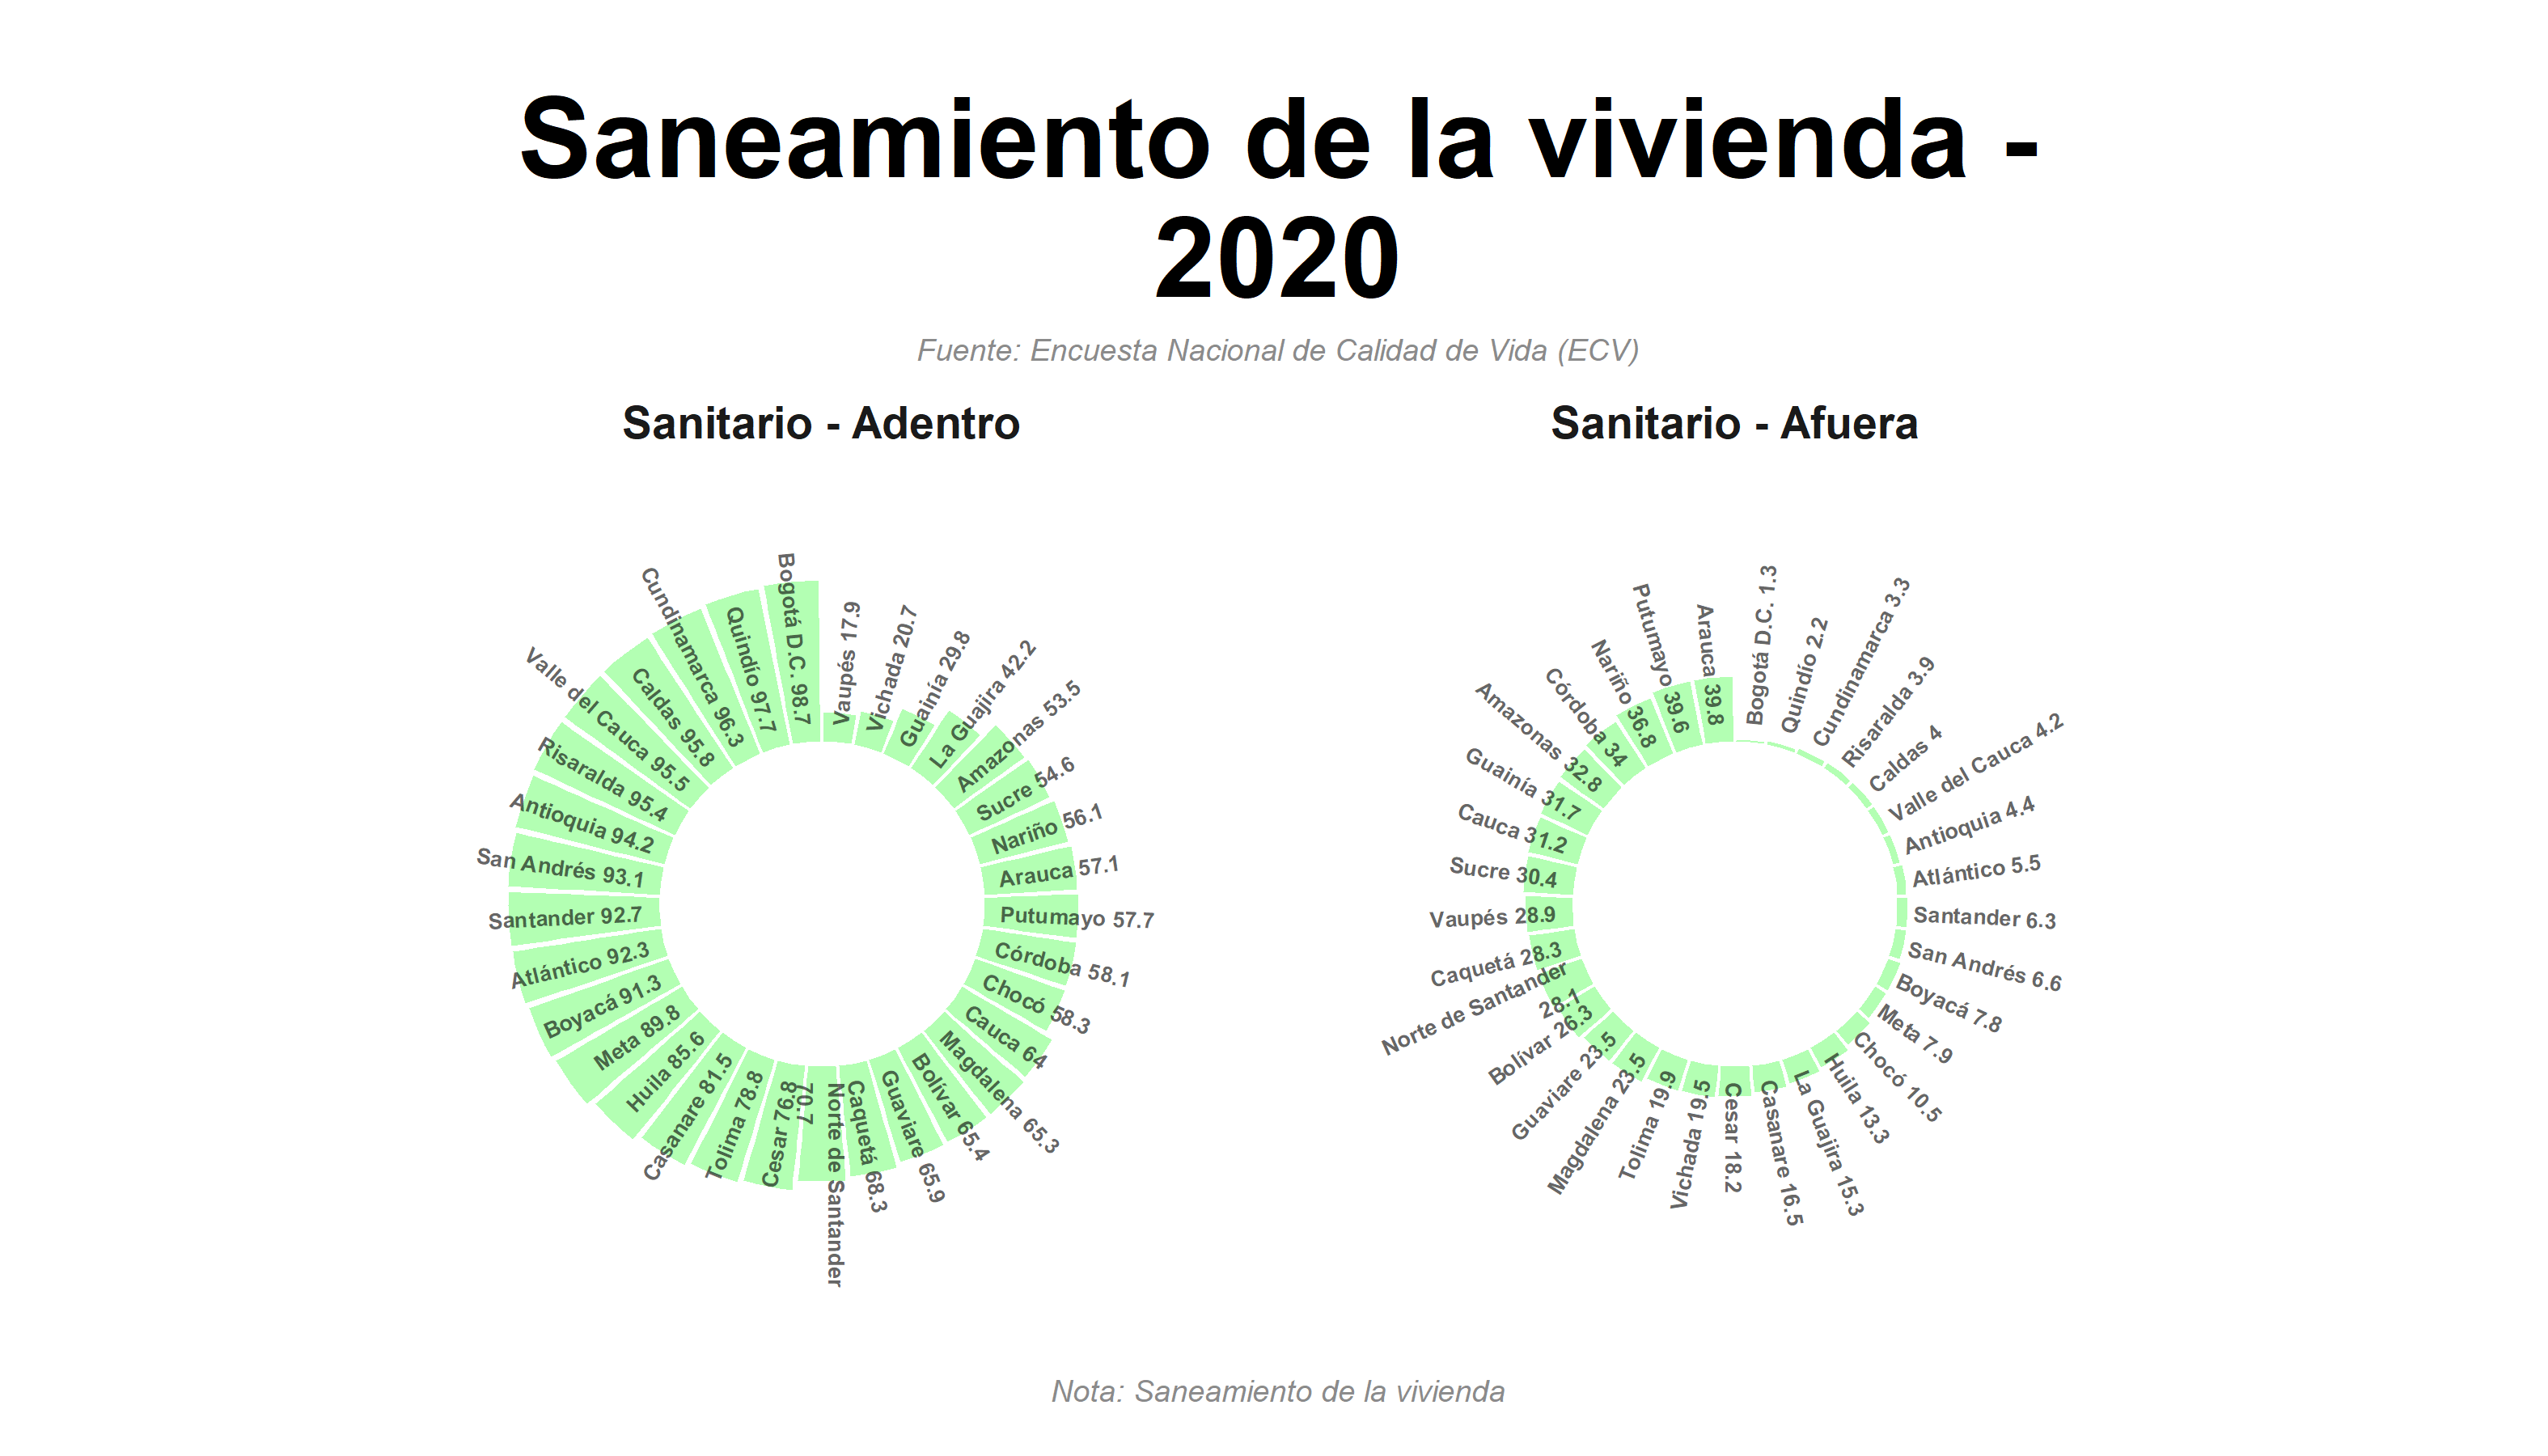 Saneamiento de la vivienda -
2020
Fuente: Encuesta Nacional de Calidad de Vida (ECV)
Sanitario - Adentro
Vaupés 17.9
Vichada 20.7
Guainía 29.8
La Guajira 42.2
Amazonas 53.5
Sucre 54.6
Nariño 56.1
Arauca 57.1
Putumayo 57.7
Córdoba 58.1
Chocó 58.3
Cauca 64
Magdalena 65.3
Bolívar 65.4
Guaviare 65.9
Caquetá 68.3
Norte de Santander
70.7
Cesar 76.8
Tolima 78.8
Casanare 81.5
Huila 85.6
Meta 89.8
Boyacá 91.3
Atlántico 92.3
Santander 92.7
San Andrés 93.1
Antioquia 94.2
Risaralda 95.4
Valle del Cauca 95.5
Caldas 95.8
Cundinamarca 96.3
Quindío 97.7
Bogotá D.C. 98.7
Sanitario - Afuera
Bogotá D.C. 1.3
Quindío 2.2
Cundinamarca 3.3
Risaralda 3.9
Caldas 4
Valle del Cauca 4.2
Antioquia 4.4
Atlántico 5.5
Santander 6.3
San Andrés 6.6
Boyacá 7.8
Meta 7.9
Chocó 10.5
Huila 13.3
La Guajira 15.3
Casanare 16.5
Cesar 18.2
Vichada 19.5
Tolima 19.9
Magdalena 23.5
Guaviare 23.5
Bolívar 26.3
Norte de Santander
28.1
Caquetá 28.3
Vaupés 28.9
Sucre 30.4
Cauca 31.2
Guainía 31.7
Amazonas 32.8
Córdoba 34
Nariño 36.8
Putumayo 39.6
Arauca 39.8
Nota: Saneamiento de la vivienda